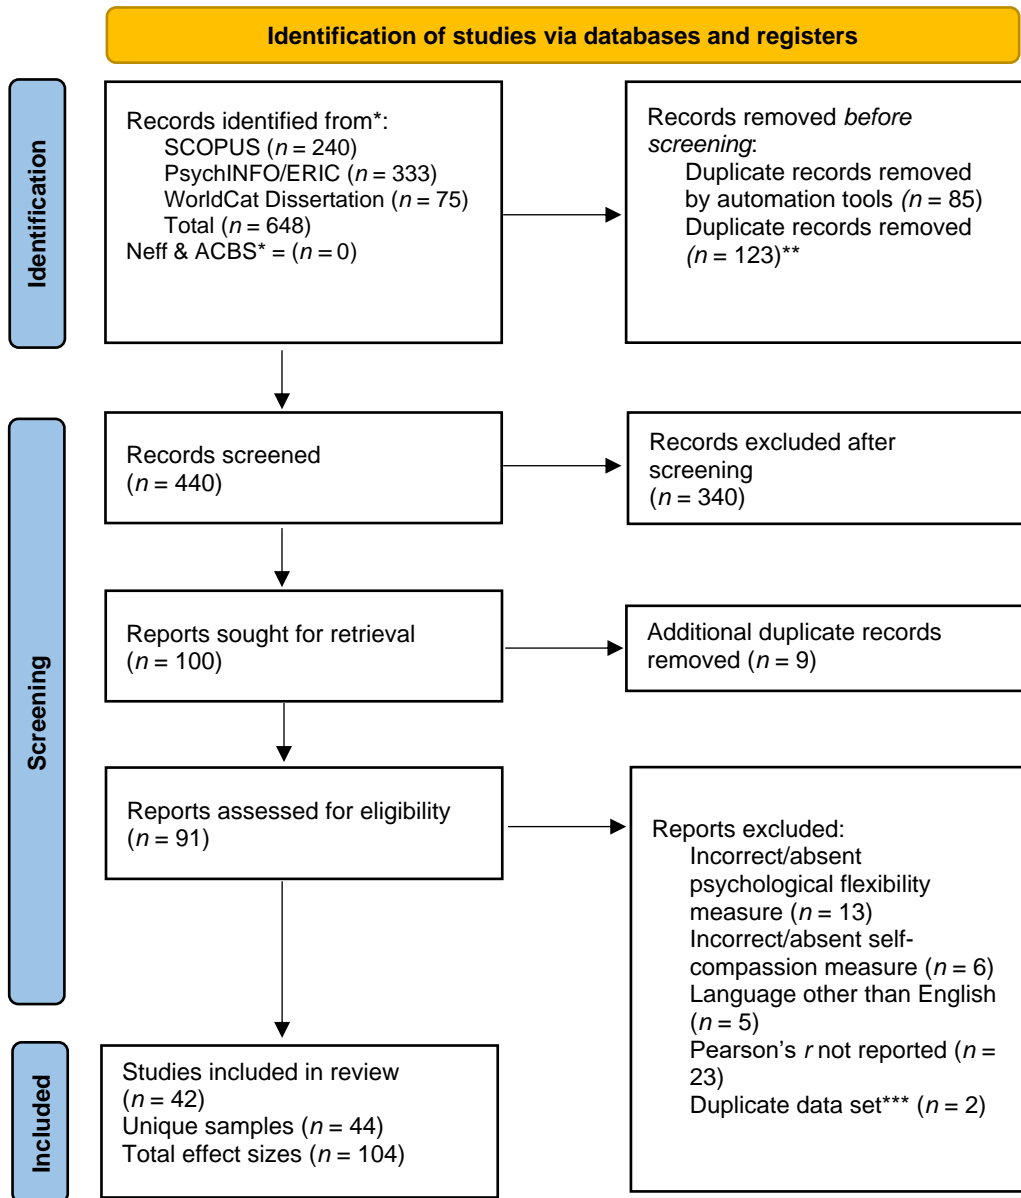 Identification of studies via databases and registers
Identification
Records identified from*:
SCOPUS (n = 240)
PsychINFO/ERIC (n = 333)
WorldCat Dissertation (n = 75)
Total (n = 648)
Neff & ACBS* = (n = 0)
Records removed before
screening:
Duplicate records removed
by automation tools (n = 85)
Duplicate records removed
(n = 123)**
Screening
Records screened
(n = 440)
Records excluded after
screening
(n = 340)
Reports sought for retrieval
(n = 100)
Additional duplicate records
removed (n = 9)
Reports assessed for eligibility
(n = 91)
Reports excluded:
Incorrect/absent
psychological flexibility
measure (n = 13)
Incorrect/absent self-
compassion measure (n = 6)
Language other than English
(n = 5)
Pearson's r not reported (n =
23)
Duplicate data set*** (n = 2)
Included
Studies included in review
(n = 42)
Unique samples (n = 44)
Total effect sizes (n = 104)